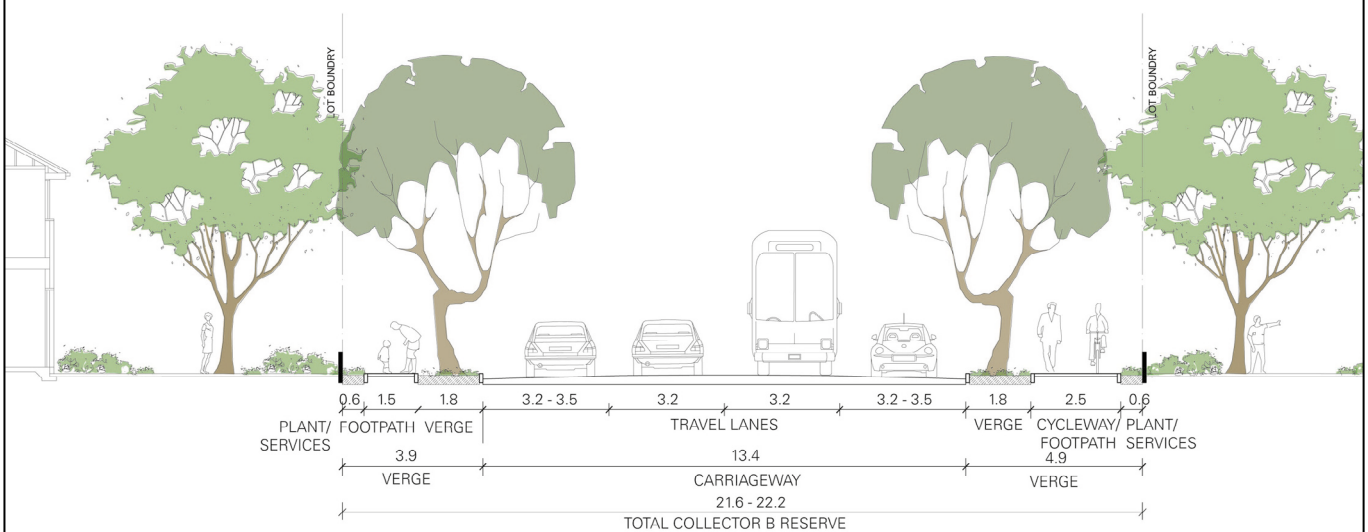 LOT BOUNDRY
LOT BOUNDRY
0.6 1.5 1.8 3.2 - 3.5 3.2 3.2 3.2 - 3.5 1.8 2.5 0.6
PLANT/ FOOTPATH VERGE TRAVEL LANES VERGE CYCLEWAY/ PLANT/
SERVICES FOOTPATH SERVICES
3.9 13.4 4.9
VERGE CARRIAGEWAY VERGE
21.6 - 22.2
TOTAL COLLECTOR B RESERVE